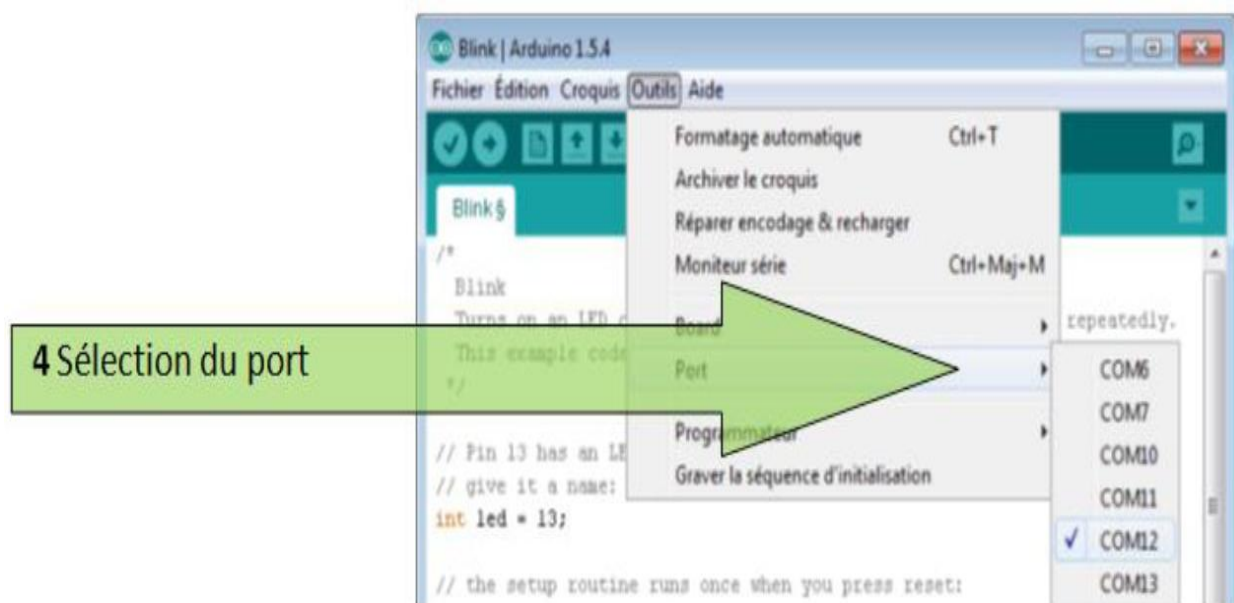 Blink | Arduino 1.5.4
Fichier Édition Croquis Outils Aide
Formatage automatique Ctrl+T
Archiver le croquis
Réparer encodage & recharger
Moniteur série Ctrl+Maj+M
Board
Port
Programmateur
Graver la séquence d'initialisation
COM6
COM7
COM10
COM11
COM12
COM13
Blink §
/*
Blink
Turns on an LED repeatedly.
This example code
*/
// Pin 13 has an LE
// give it a name:
int led = 13;
// the setup routine runs once when you press reset:
4 Sélection du port